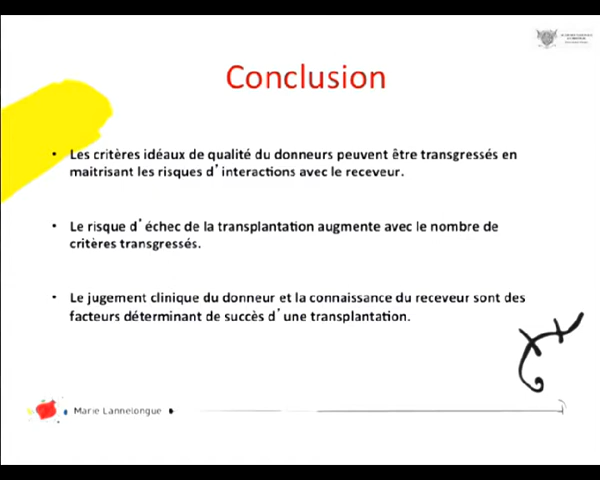 Conclusion
• Les critères idéaux de qualité du donneurs peuvent être transgressés en
maitrisant les risques d'interactions avec le receveur.
• Le risque d'échec de la transplantation augmente avec le nombre de
critères transgressés.
• Le jugement clinique du donneur et la connaissance du receveur sont des
facteurs déterminant de succès d'une transplantation.
Marie Lannelongue